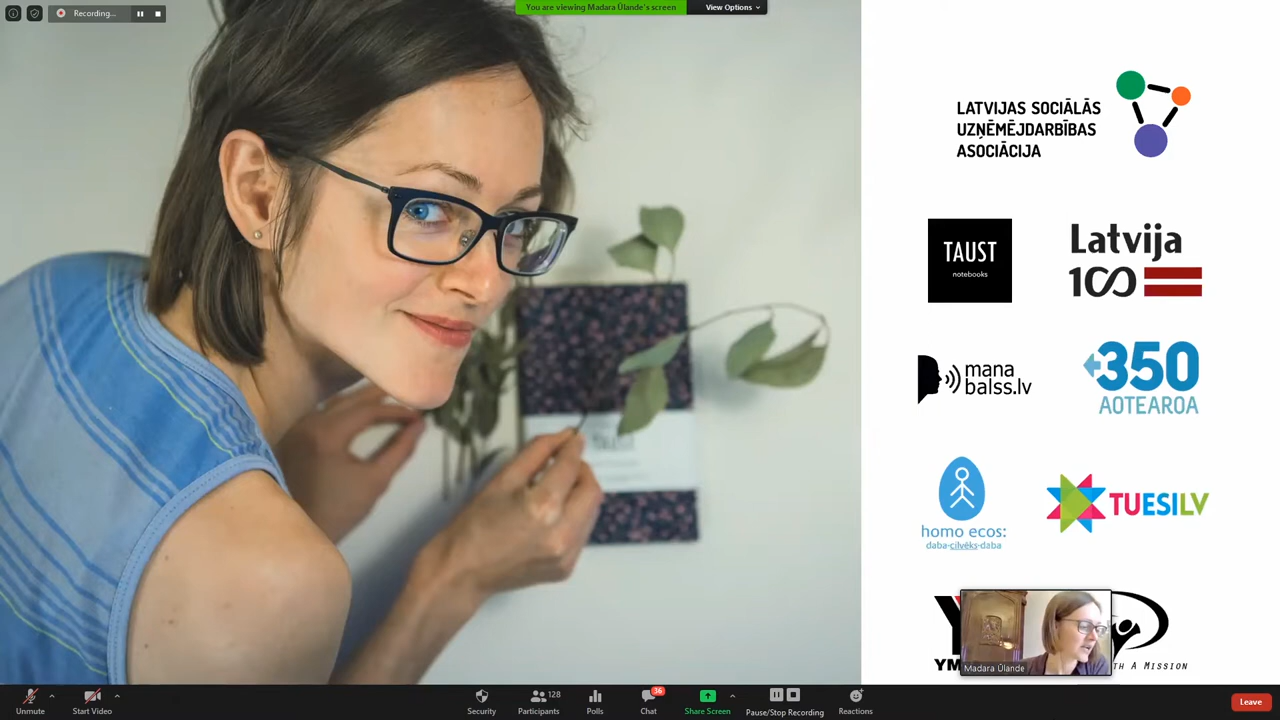 Recording...
You are viewing Madara Ūlande's screen
View Options
LATVIJAS SOCIĀLĀS
UZŅĒMĒJDARBĪBAS
ASOCIĀCIJA
TAUST
notebooks
Latvija
100
mana
balss.lv
350
AOTEAROA
homo ecos:
daba-cilvēks-daba
TUESILV
YM
TH A MISSION
Madara Ūlande
Unmute
Start Video
Security
Participants
128
Polls
Chat
36
Share Screen
Pause/Stop Recording
Reactions
Leave